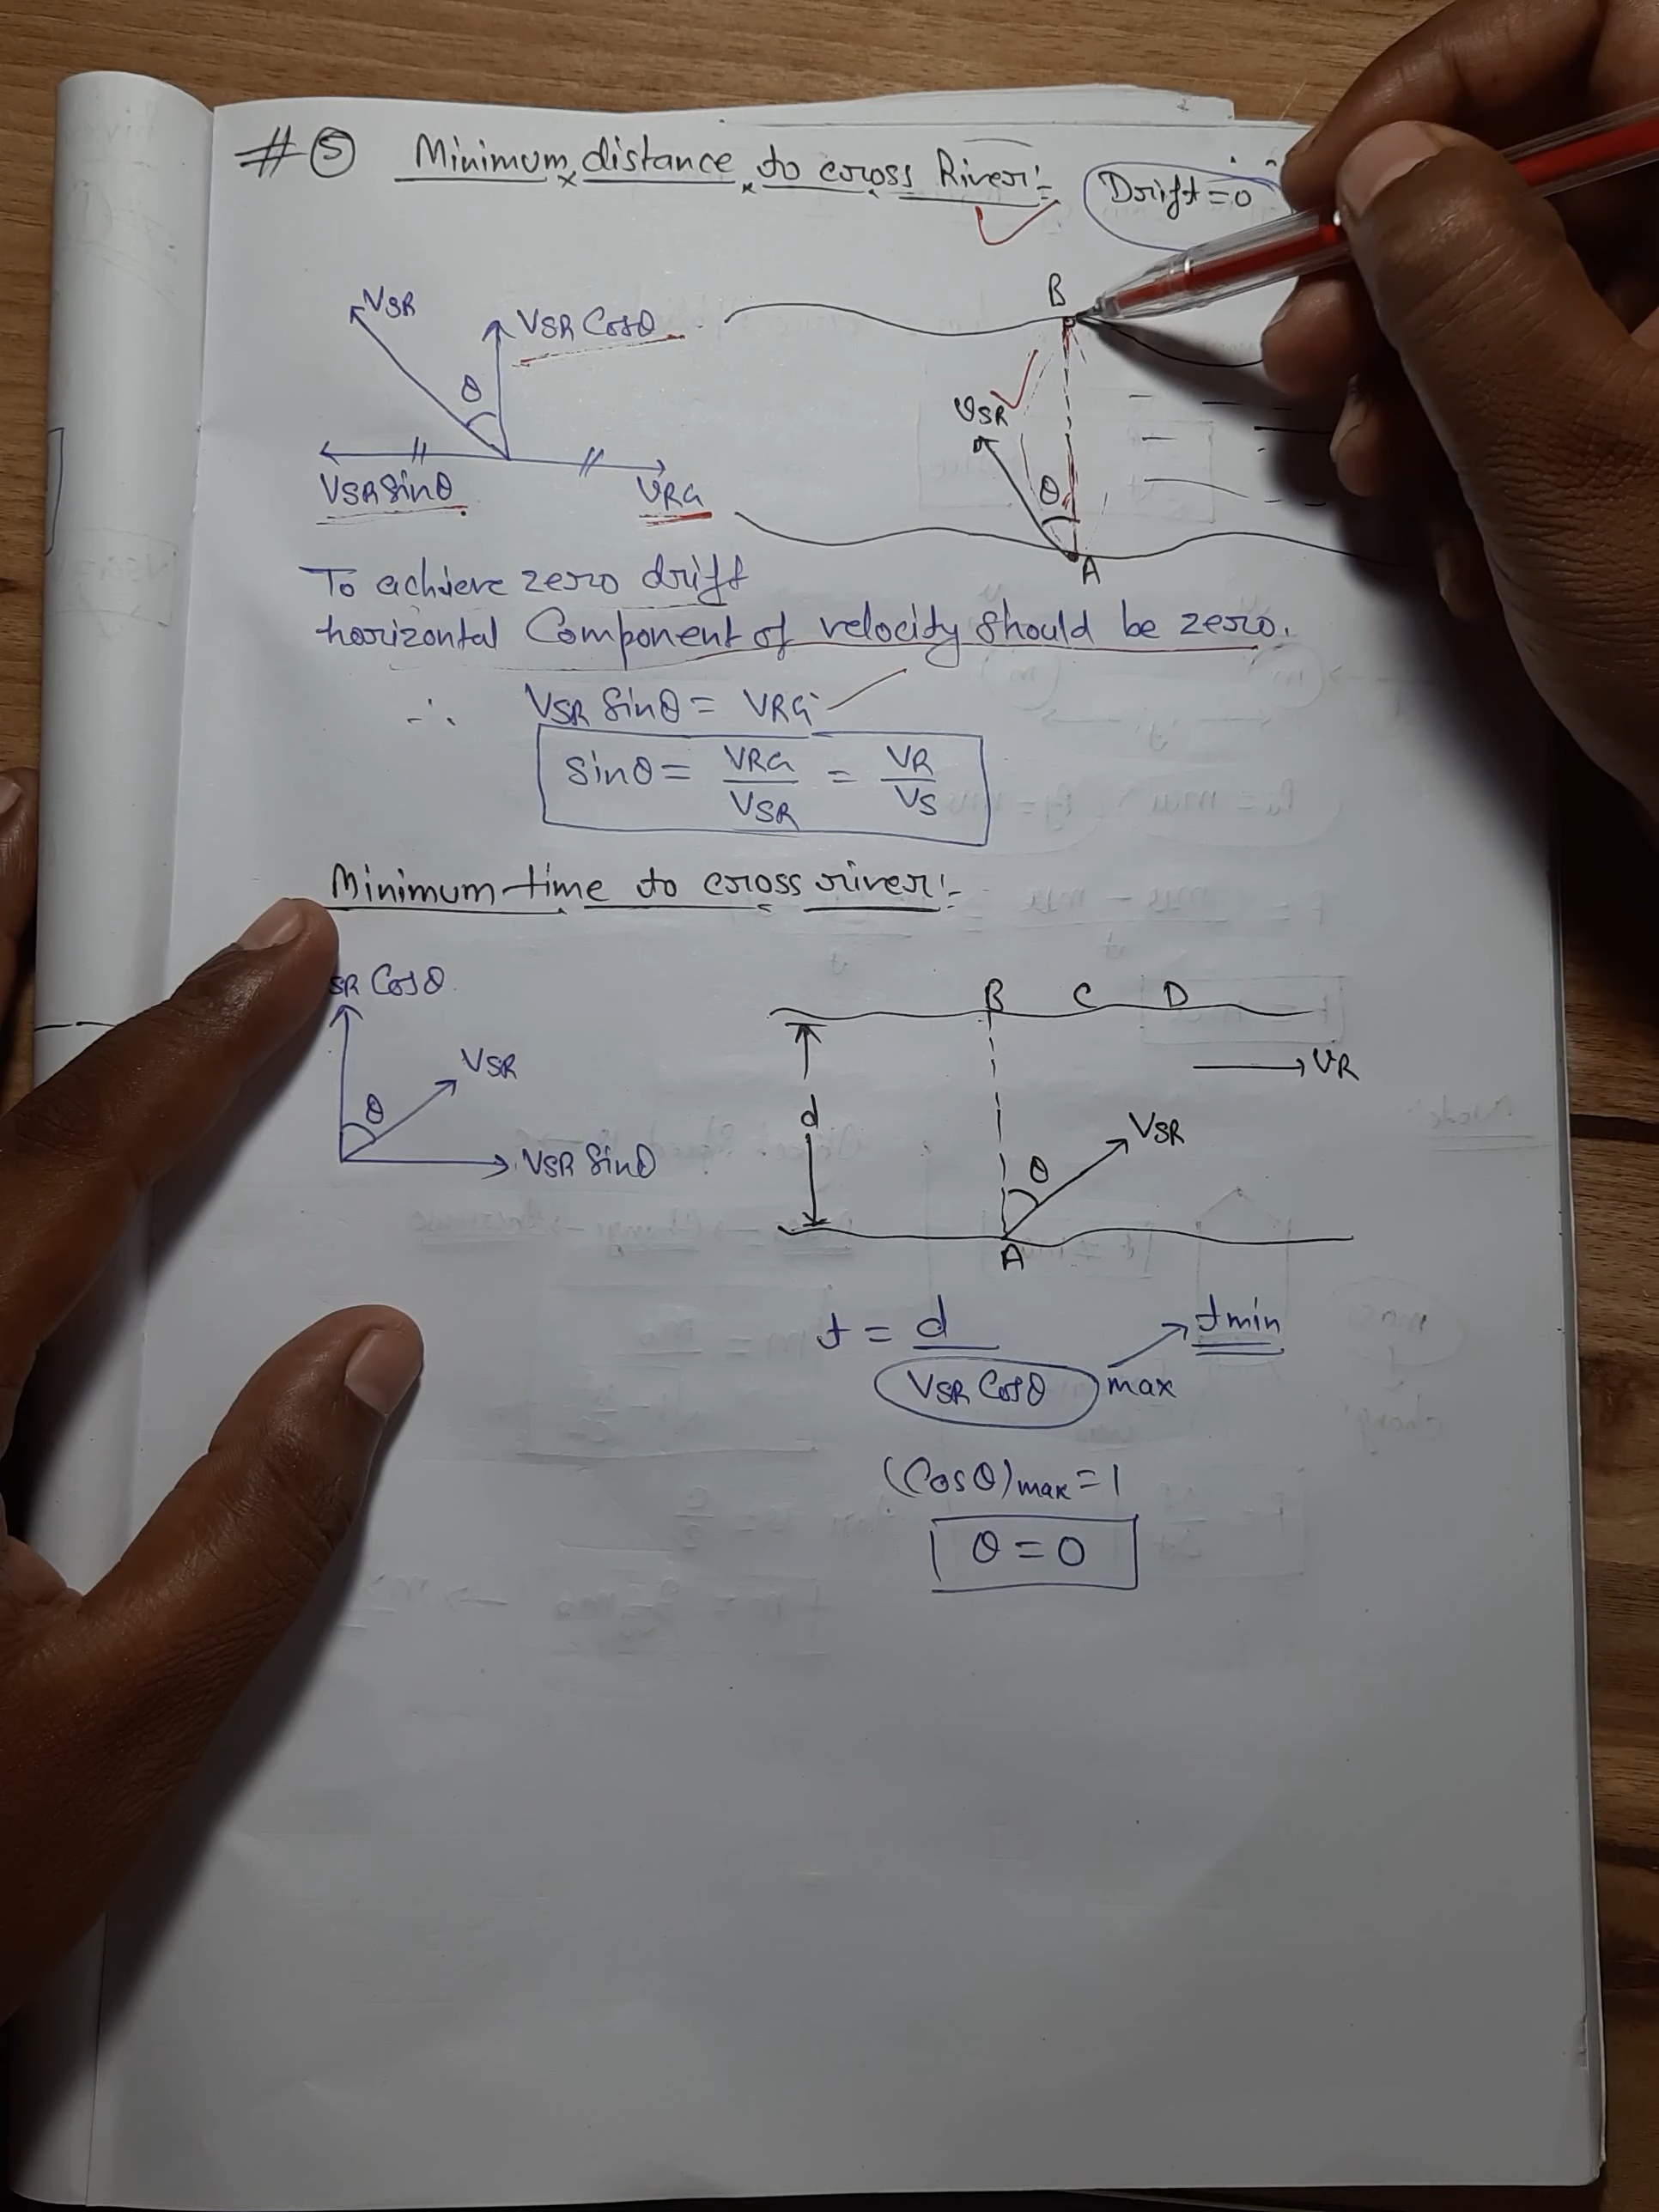 # ⑤ Minimum distance to cross River:- Drift = 0
VSR
VSR Cosθ
θ
VSR Sinθ
VRG
B
VSR
θ
A
To achieve zero drift
horizontal Component of velocity should be zero.
∴ VSR Sinθ = VRG
Sinθ = VRG/VSR = VR/VS
Minimum time to cross river:-
SR Cosθ
VSR
θ
VSR Sinθ
B C D
VR
d
VSR
θ
A
t = d / VSR Cosθ max → tmin
(Cosθ)max = 1
θ = 0